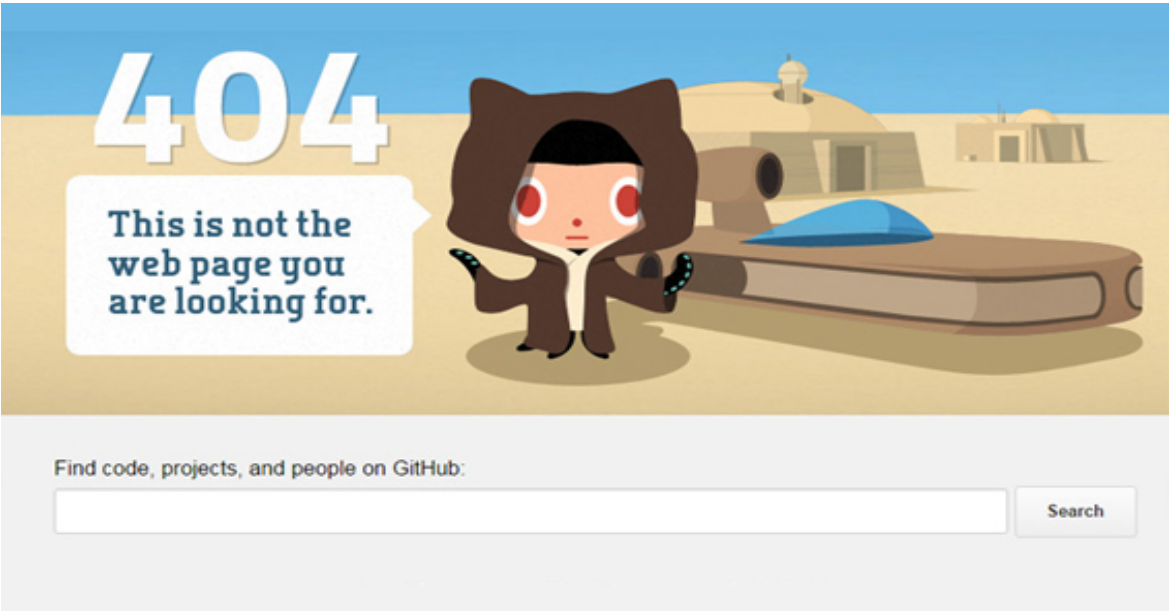 404
This is not the
web page you
are looking for.
Find code, projects, and people on GitHub:
Search